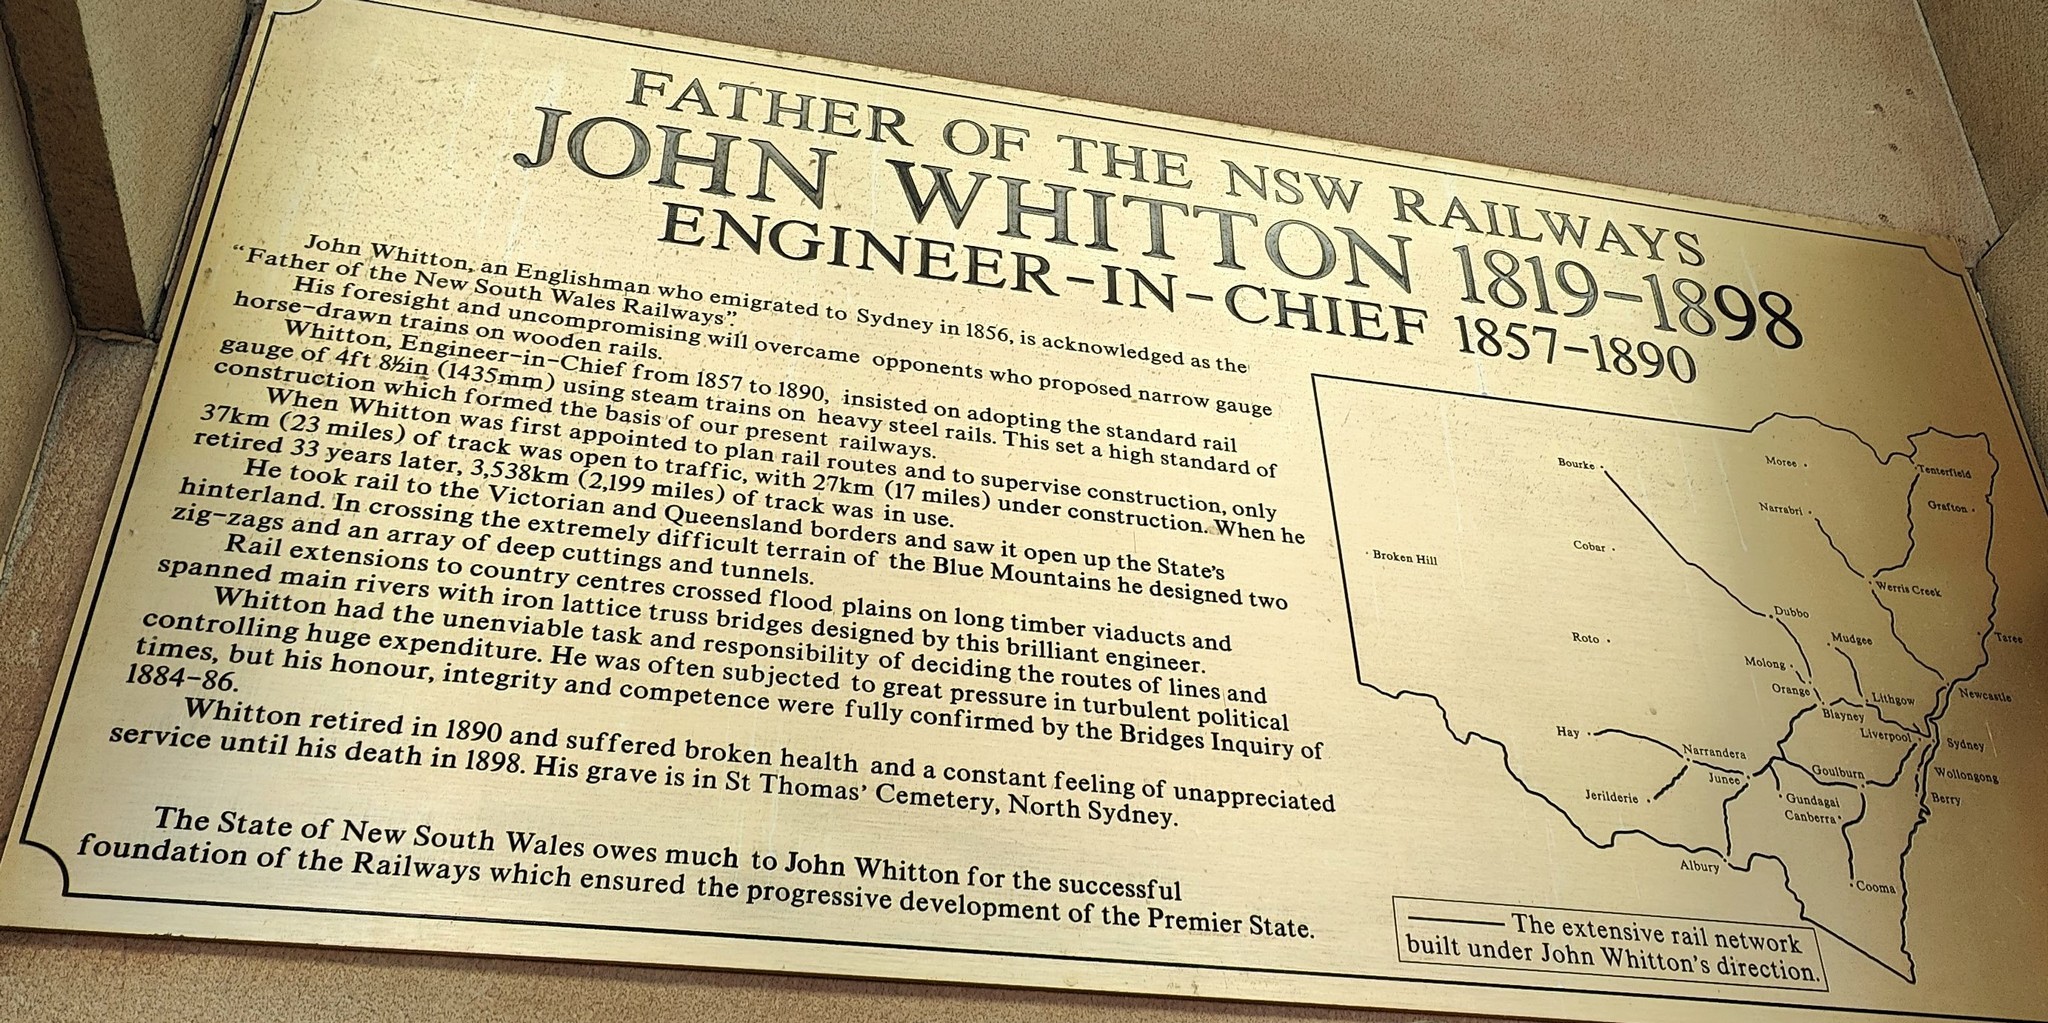 FATHER OF THE NSW RAILWAYS
JOHN WHITTON 1819-1898
ENGINEER-IN-CHIEF 1857-1890
John Whitton, an Englishman who emigrated to Sydney in 1856, is acknowledged as the
"Father of the New South Wales Railways".
His foresight and uncompromising will overcame opponents who proposed narrow gauge
horse-drawn trains on wooden rails.
Whitton, Engineer-in-Chief from 1857 to 1890, insisted on adopting the standard rail
gauge of 4ft 8½in (1435mm) using steam trains on heavy steel rails. This set a high standard of
construction which formed the basis of our present railways.
When Whitton was first appointed to plan rail routes and to supervise construction, only
37km (23 miles) of track was open to traffic, with 27km (17 miles) under construction. When he
retired 33 years later, 3,538km (2,199 miles) of track was in use.
He took rail to the Victorian and Queensland borders and saw it open up the State's
hinterland. In crossing the extremely difficult terrain of the Blue Mountains he designed two
zig-zags and an array of deep cuttings and tunnels.
Rail extensions to country centres crossed flood plains on long timber viaducts and
spanned main rivers with iron lattice truss bridges designed by this brilliant engineer.
Whitton had the unenviable task and responsibility of deciding the routes of lines and
controlling huge expenditure. He was often subjected to great pressure in turbulent political
times, but his honour, integrity and competence were fully confirmed by the Bridges Inquiry of
1884-86.
Whitton retired in 1890 and suffered broken health and a constant feeling of unappreciated
service until his death in 1898. His grave is in St Thomas' Cemetery, North Sydney.
The State of New South Wales owes much to John Whitton for the successful
foundation of the Railways which ensured the progressive development of the Premier State.
Bourke
Moree
Tenterfield
Narrabri
Grafton
Cobar
Broken Hill
Werris Creek
Dubbo
Roto
Mudgee
Taree
Molong
Orange
Lithgow
Newcastle
Blayney
Hay
Liverpool
Sydney
Narrandera
Junee
Goulburn
Wollongong
Jerilderie
Gundagai
Berry
Canberra
Albury
Cooma
The extensive rail network
built under John Whitton's direction.